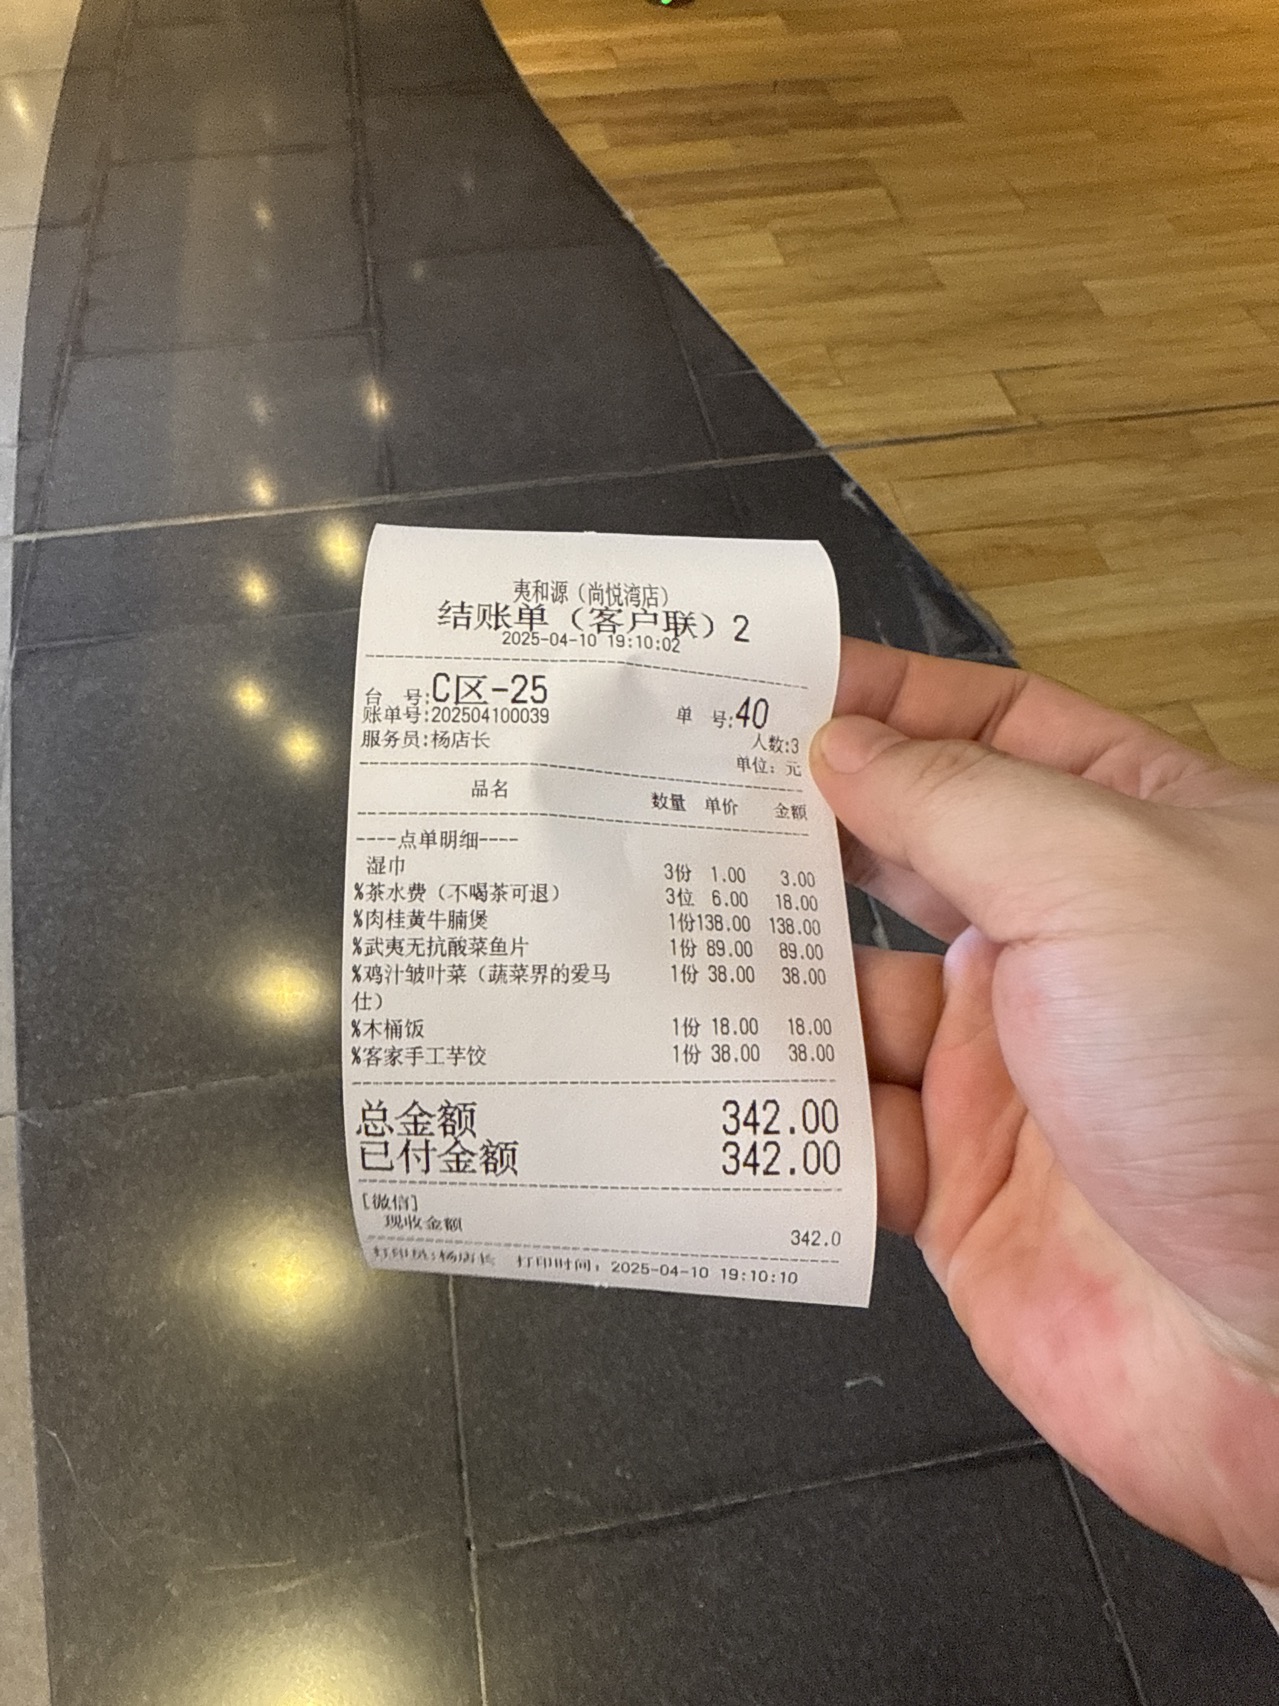 夷和源（尚悦湾店）
结账单（客户联）2
2025-04-10 19:10:02
台 号:C区-25 单 号:40
账单号:202504100039
服务员:杨店长 人数:3
单位：元
品名 数量 单价 金额
----点单明细----
湿巾 3份 1.00 3.00
%茶水费（不喝茶可退） 3位 6.00 18.00
%肉桂黄牛腩煲 1份138.00 138.00
%武夷无抗酸菜鱼片 1份 89.00 89.00
%鸡汁皱叶菜（蔬菜界的爱马 1份 38.00 38.00
仕）
%木桶饭 1份 18.00 18.00
%客家手工芋饺 1份 38.00 38.00
总金额 342.00
已付金额 342.00
[微信]
现收金额 342.0
打印员:杨店长 打印时间：2025-04-10 19:10:10